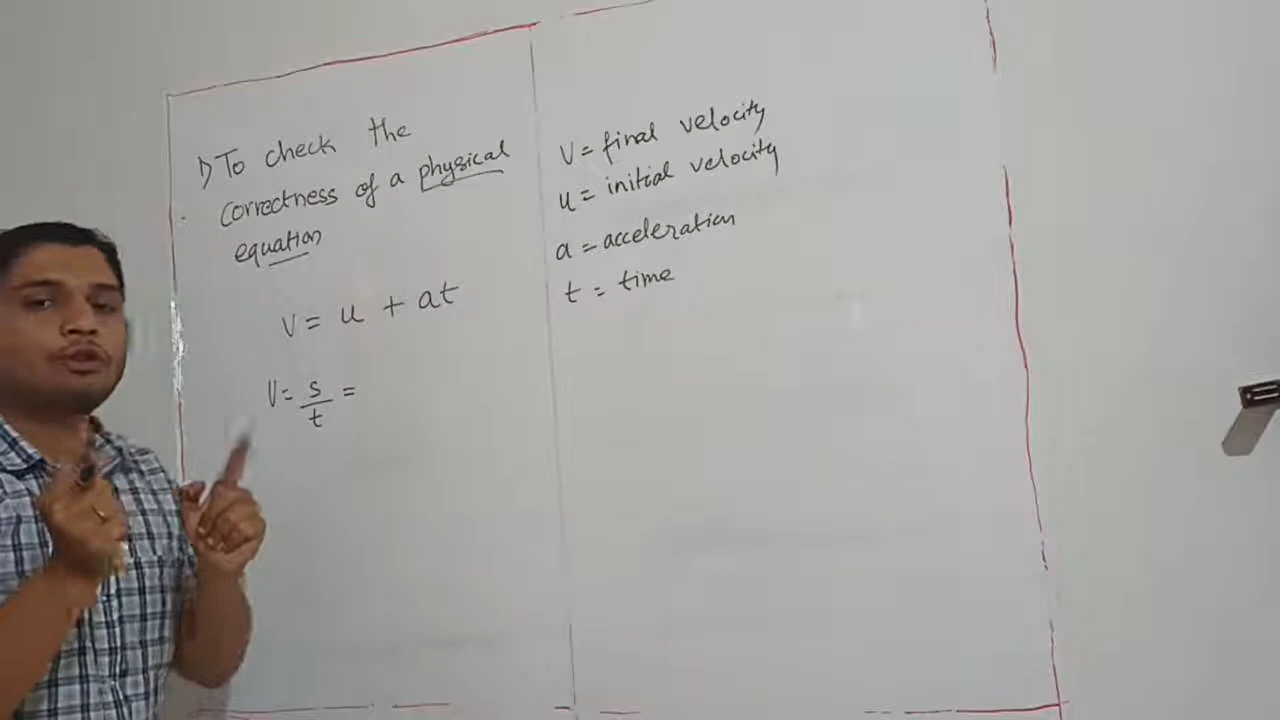 1) To check the
correctness of a physical
equation
v = u + at
v = s/t =
v = final velocity
u = initial velocity
a = acceleration
t = time